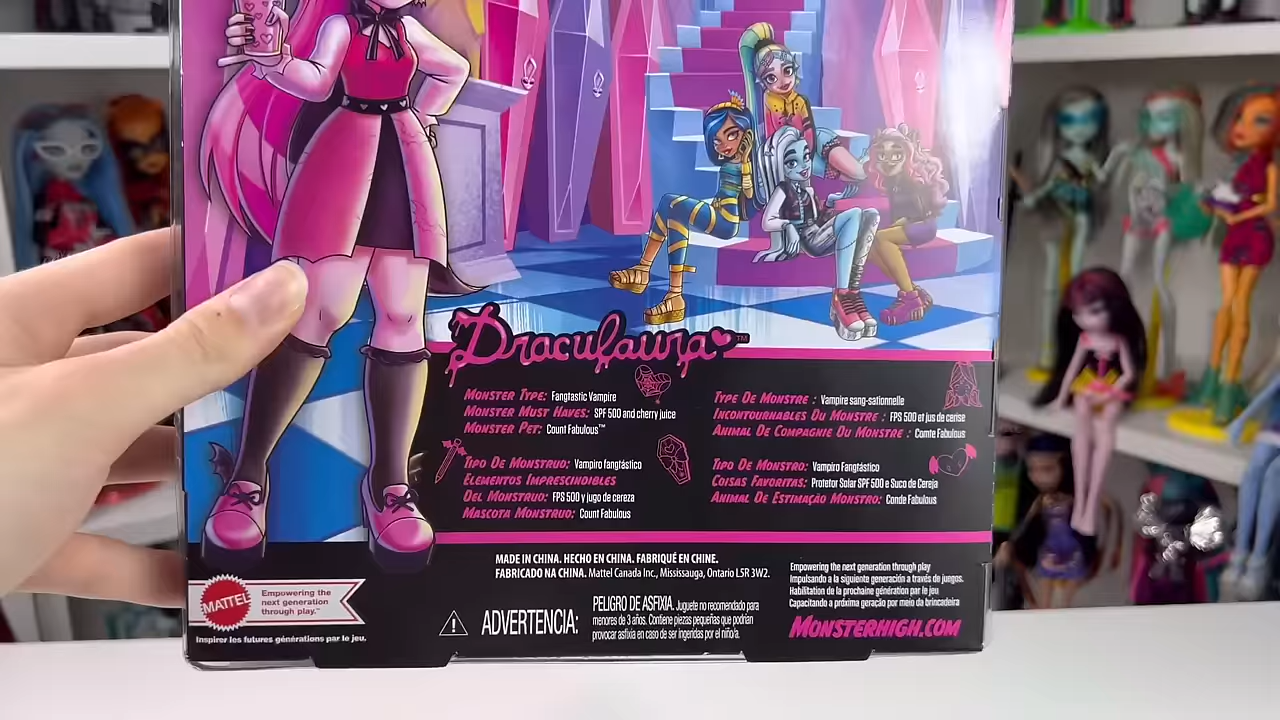 Draculaura™
MONSTER TYPE: Fangtastic Vampire
MONSTER MUST HAVES: SPF 500 and cherry juice
MONSTER PET: Count Fabulous™
TYPE DE MONSTRE : Vampire sang-sationnelle
INCONTOURNABLES DU MONSTRE : FPS 500 et jus de cerise
ANIMAL DE COMPAGNIE DU MONSTRE : Comte Fabulous
TIPO DE MONSTRUO: Vampiro fangtástico
ELEMENTOS IMPRESCINDIBLES
DEL MONSTRUO: FPS 500 y jugo de cereza
MASCOTA MONSTRUO: Count Fabulous
TIPO DE MONSTRO: Vampiro Fangtástico
COISAS FAVORITAS: Protetor Solar SPF 500 e Suco de Cereja
ANIMAL DE ESTIMAÇÃO MONSTRO: Conde Fabulous
MADE IN CHINA. HECHO EN CHINA. FABRIQUÉ EN CHINE.
FABRICADO NA CHINA. Mattel Canada Inc., Mississauga, Ontario L5R 3W2.
MATTEL
Empowering the
next generation
through play.™
Inspirer les futures générations par le jeu.
ADVERTENCIA:
PELIGRO DE ASFIXIA. Juguete no recomendado para
menores de 3 años. Contiene piezas pequeñas que podrían
provocar asfixia en caso de ser ingeridas por el niño/a.
Empowering the next generation through play
Impulsando a la siguiente generación a través de juegos.
Habilitation de la prochaine génération par le jeu
Capacitando a próxima geração por meio da brincadeira
MONSTERHIGH.COM